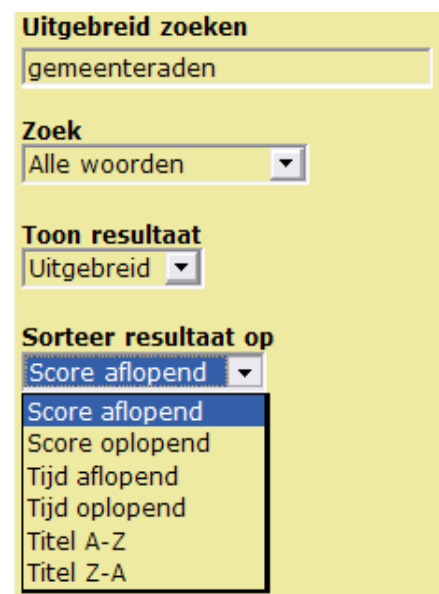 Uitgebreid zoeken
gemeenteraden
Zoek
Alle woorden
Toon resultaat
Uitgebreid
Sorteer resultaat op
Score aflopend
Score aflopend
Score oplopend
Tijd aflopend
Tijd oplopend
Titel A-Z
Titel Z-A